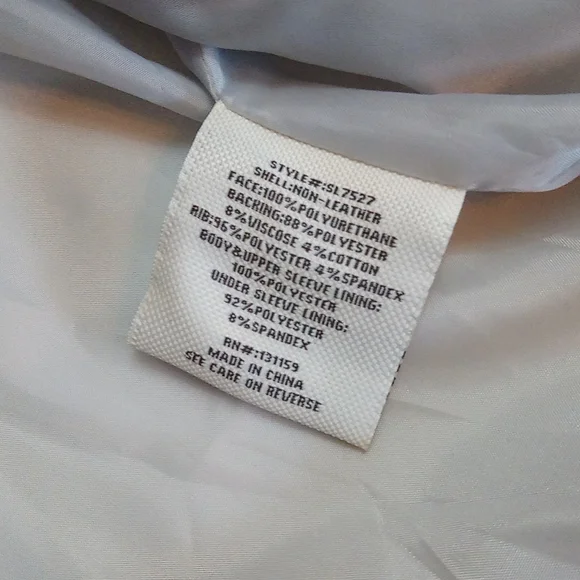 STYLE#:SL7527
SHELL:NON-LEATHER
FACE:100%POLYURETHANE
BACKING:88%POLYESTER
8%VISCOSE 4%COTTON
RIB:96%POLYESTER 4%SPANDEX
BODY&UPPER SLEEVE LINING:
100%POLYESTER
UNDER SLEEVE LINING:
92%POLYESTER
8%SPANDEX
RN#:131159
MADE IN CHINA
SEE CARE ON REVERSE